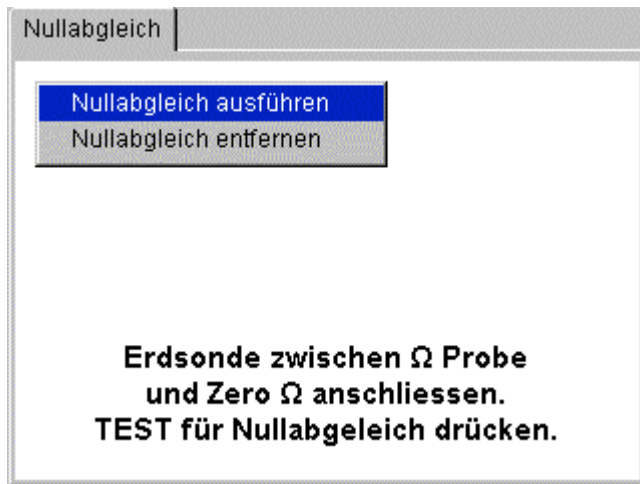 Nullabgleich
Nullabgleich ausführen
Nullabgleich entfernen
Erdsonde zwischen Ω Probe
und Zero Ω anschliessen.
TEST für Nullabgeleich drücken.